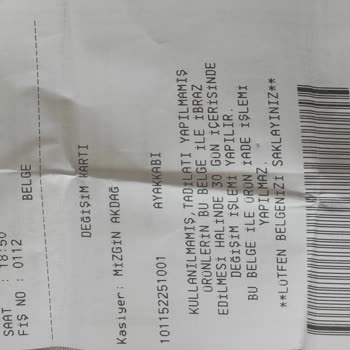 SAAT : 18:50
FİŞ NO : 0112
BELGE
DEĞİŞİM KARTI
Kasiyer: MİZGİN AKDAĞ
101152251001 AYAKKABI
KULLANILMAMIŞ,TADİLATI YAPILMAMIŞ
ÜRÜNLERİN BU BELGE İLE İBRAZ
EDİLMESİ HALİNDE 30 GÜN İÇERİSİNDE
DEĞİŞİM İŞLEMİ YAPILIR.
BU BELGE İLE ÜRÜN İADE İŞLEMİ
YAPILMAZ.
**LÜTFEN BELGENİZİ SAKLAYINIZ**